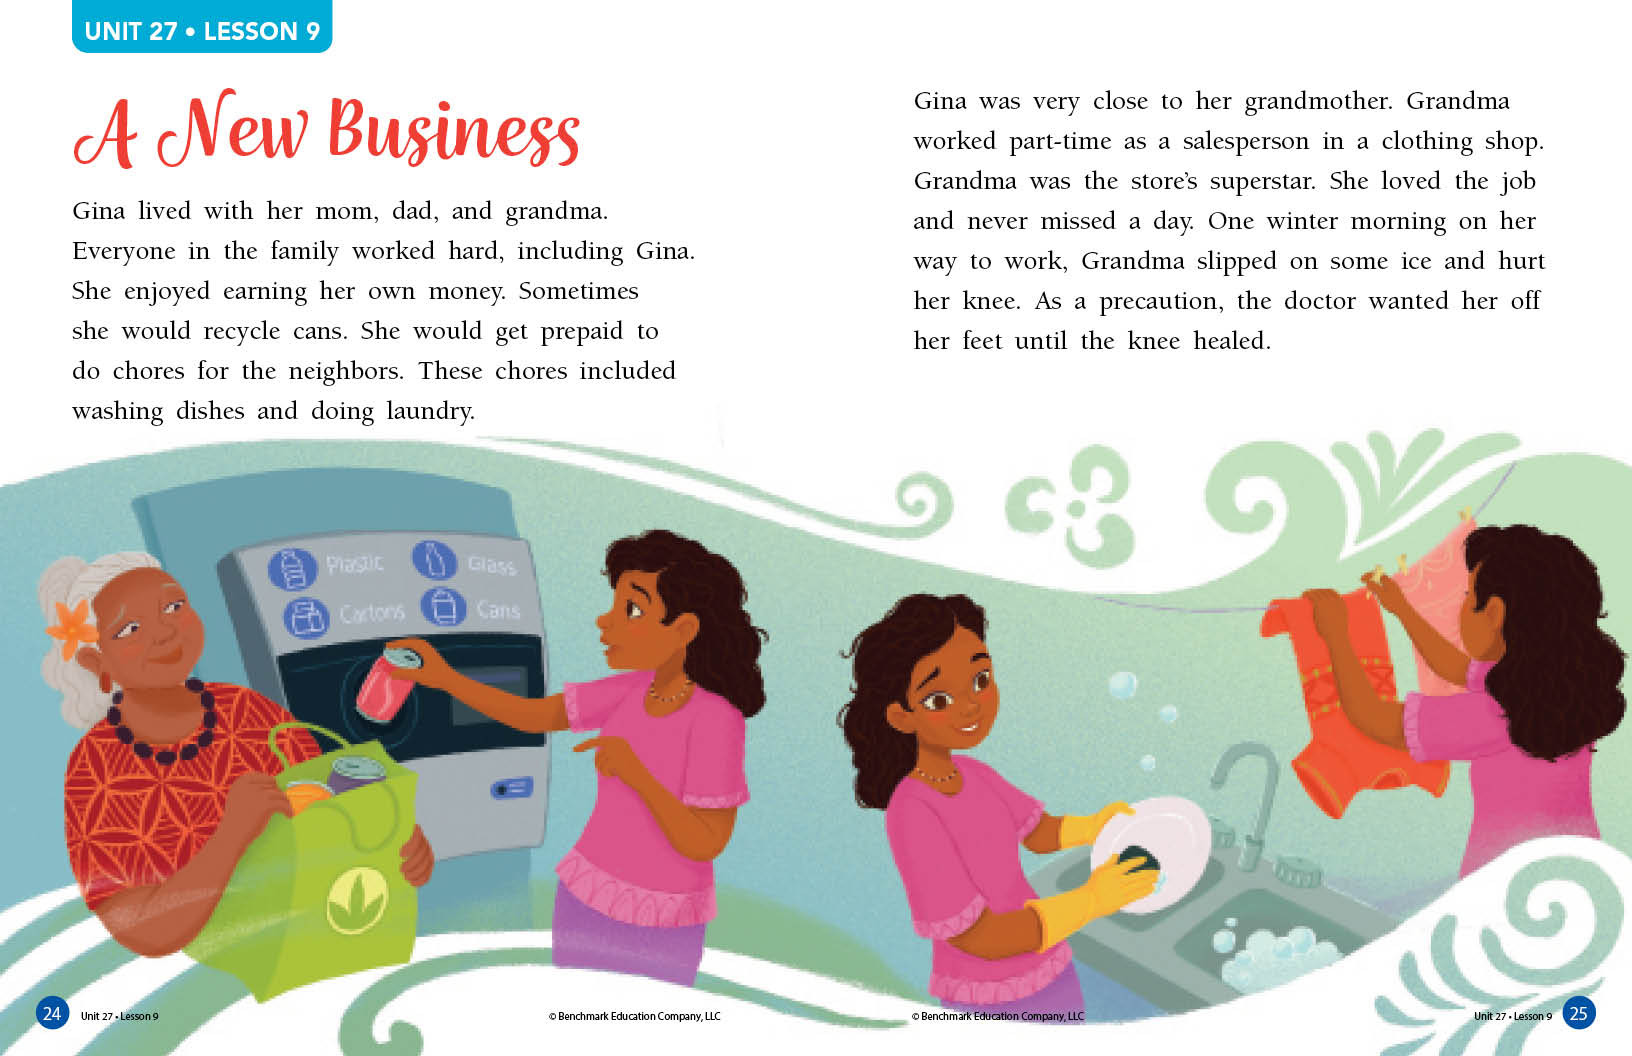 UNIT 27 • LESSON 9
A New Business
Gina lived with her mom, dad, and grandma.
Everyone in the family worked hard, including Gina.
She enjoyed earning her own money. Sometimes
she would recycle cans. She would get prepaid to
do chores for the neighbors. These chores included
washing dishes and doing laundry.
Plastic
Glass
Cartons
Cans
24
Unit 27 • Lesson 9
© Benchmark Education Company, LLC
Gina was very close to her grandmother. Grandma
worked part-time as a salesperson in a clothing shop.
Grandma was the store’s superstar. She loved the job
and never missed a day. One winter morning on her
way to work, Grandma slipped on some ice and hurt
her knee. As a precaution, the doctor wanted her off
her feet until the knee healed.
© Benchmark Education Company, LLC
Unit 27 • Lesson 9
25